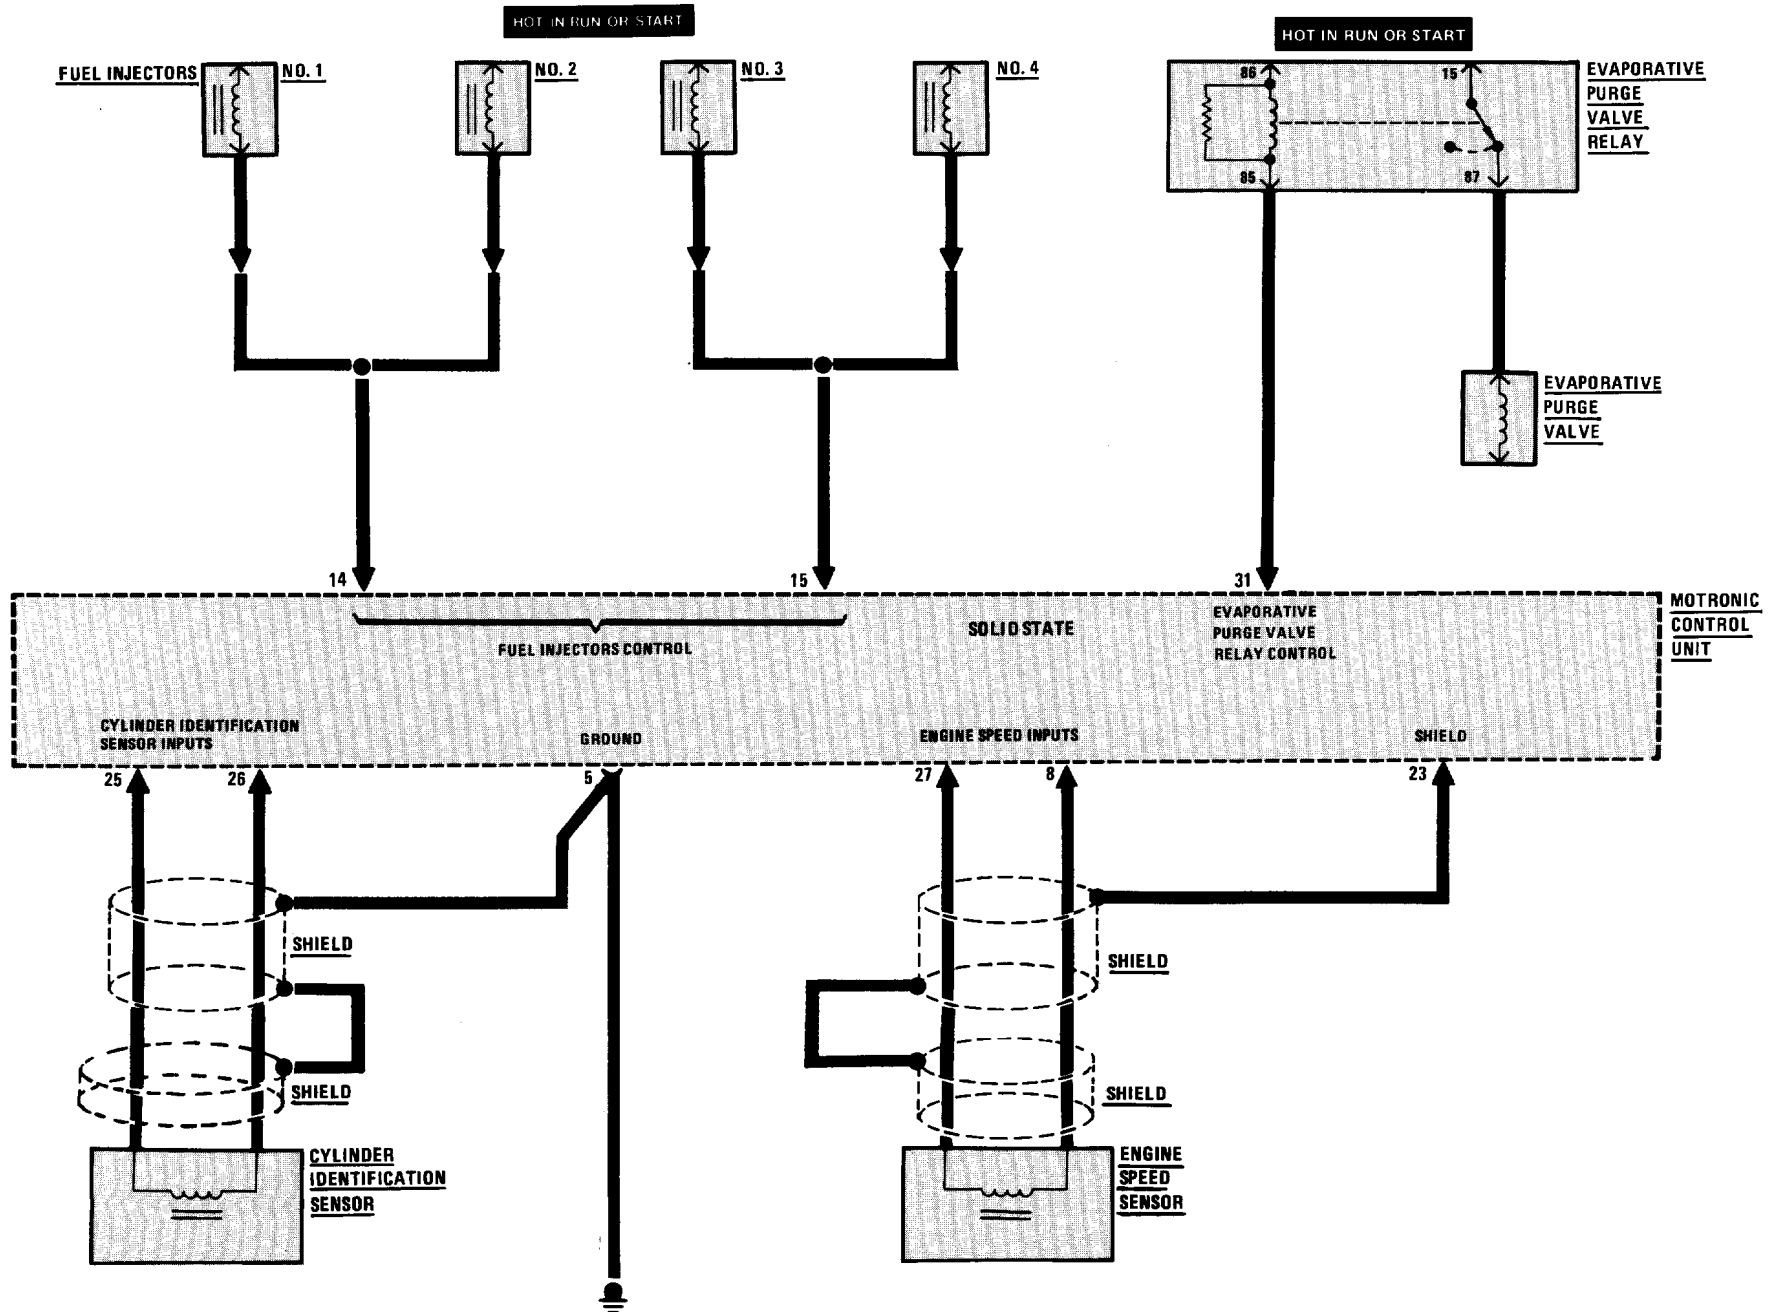 HOT IN RUN OR START
HOT IN RUN OR START
FUEL INJECTORS
NO. 1
NO. 2
NO. 3
NO. 4
86
15
85
87
EVAPORATIVE
PURGE
VALVE
RELAY
EVAPORATIVE
PURGE
VALVE
14
15
31
FUEL INJECTORS CONTROL
SOLID STATE
EVAPORATIVE
PURGE VALVE
RELAY CONTROL
MOTRONIC
CONTROL
UNIT
CYLINDER IDENTIFICATION
SENSOR INPUTS
GROUND
ENGINE SPEED INPUTS
SHIELD
25
26
5
27
8
23
SHIELD
SHIELD
SHIELD
SHIELD
CYLINDER
IDENTIFICATION
SENSOR
ENGINE
SPEED
SENSOR